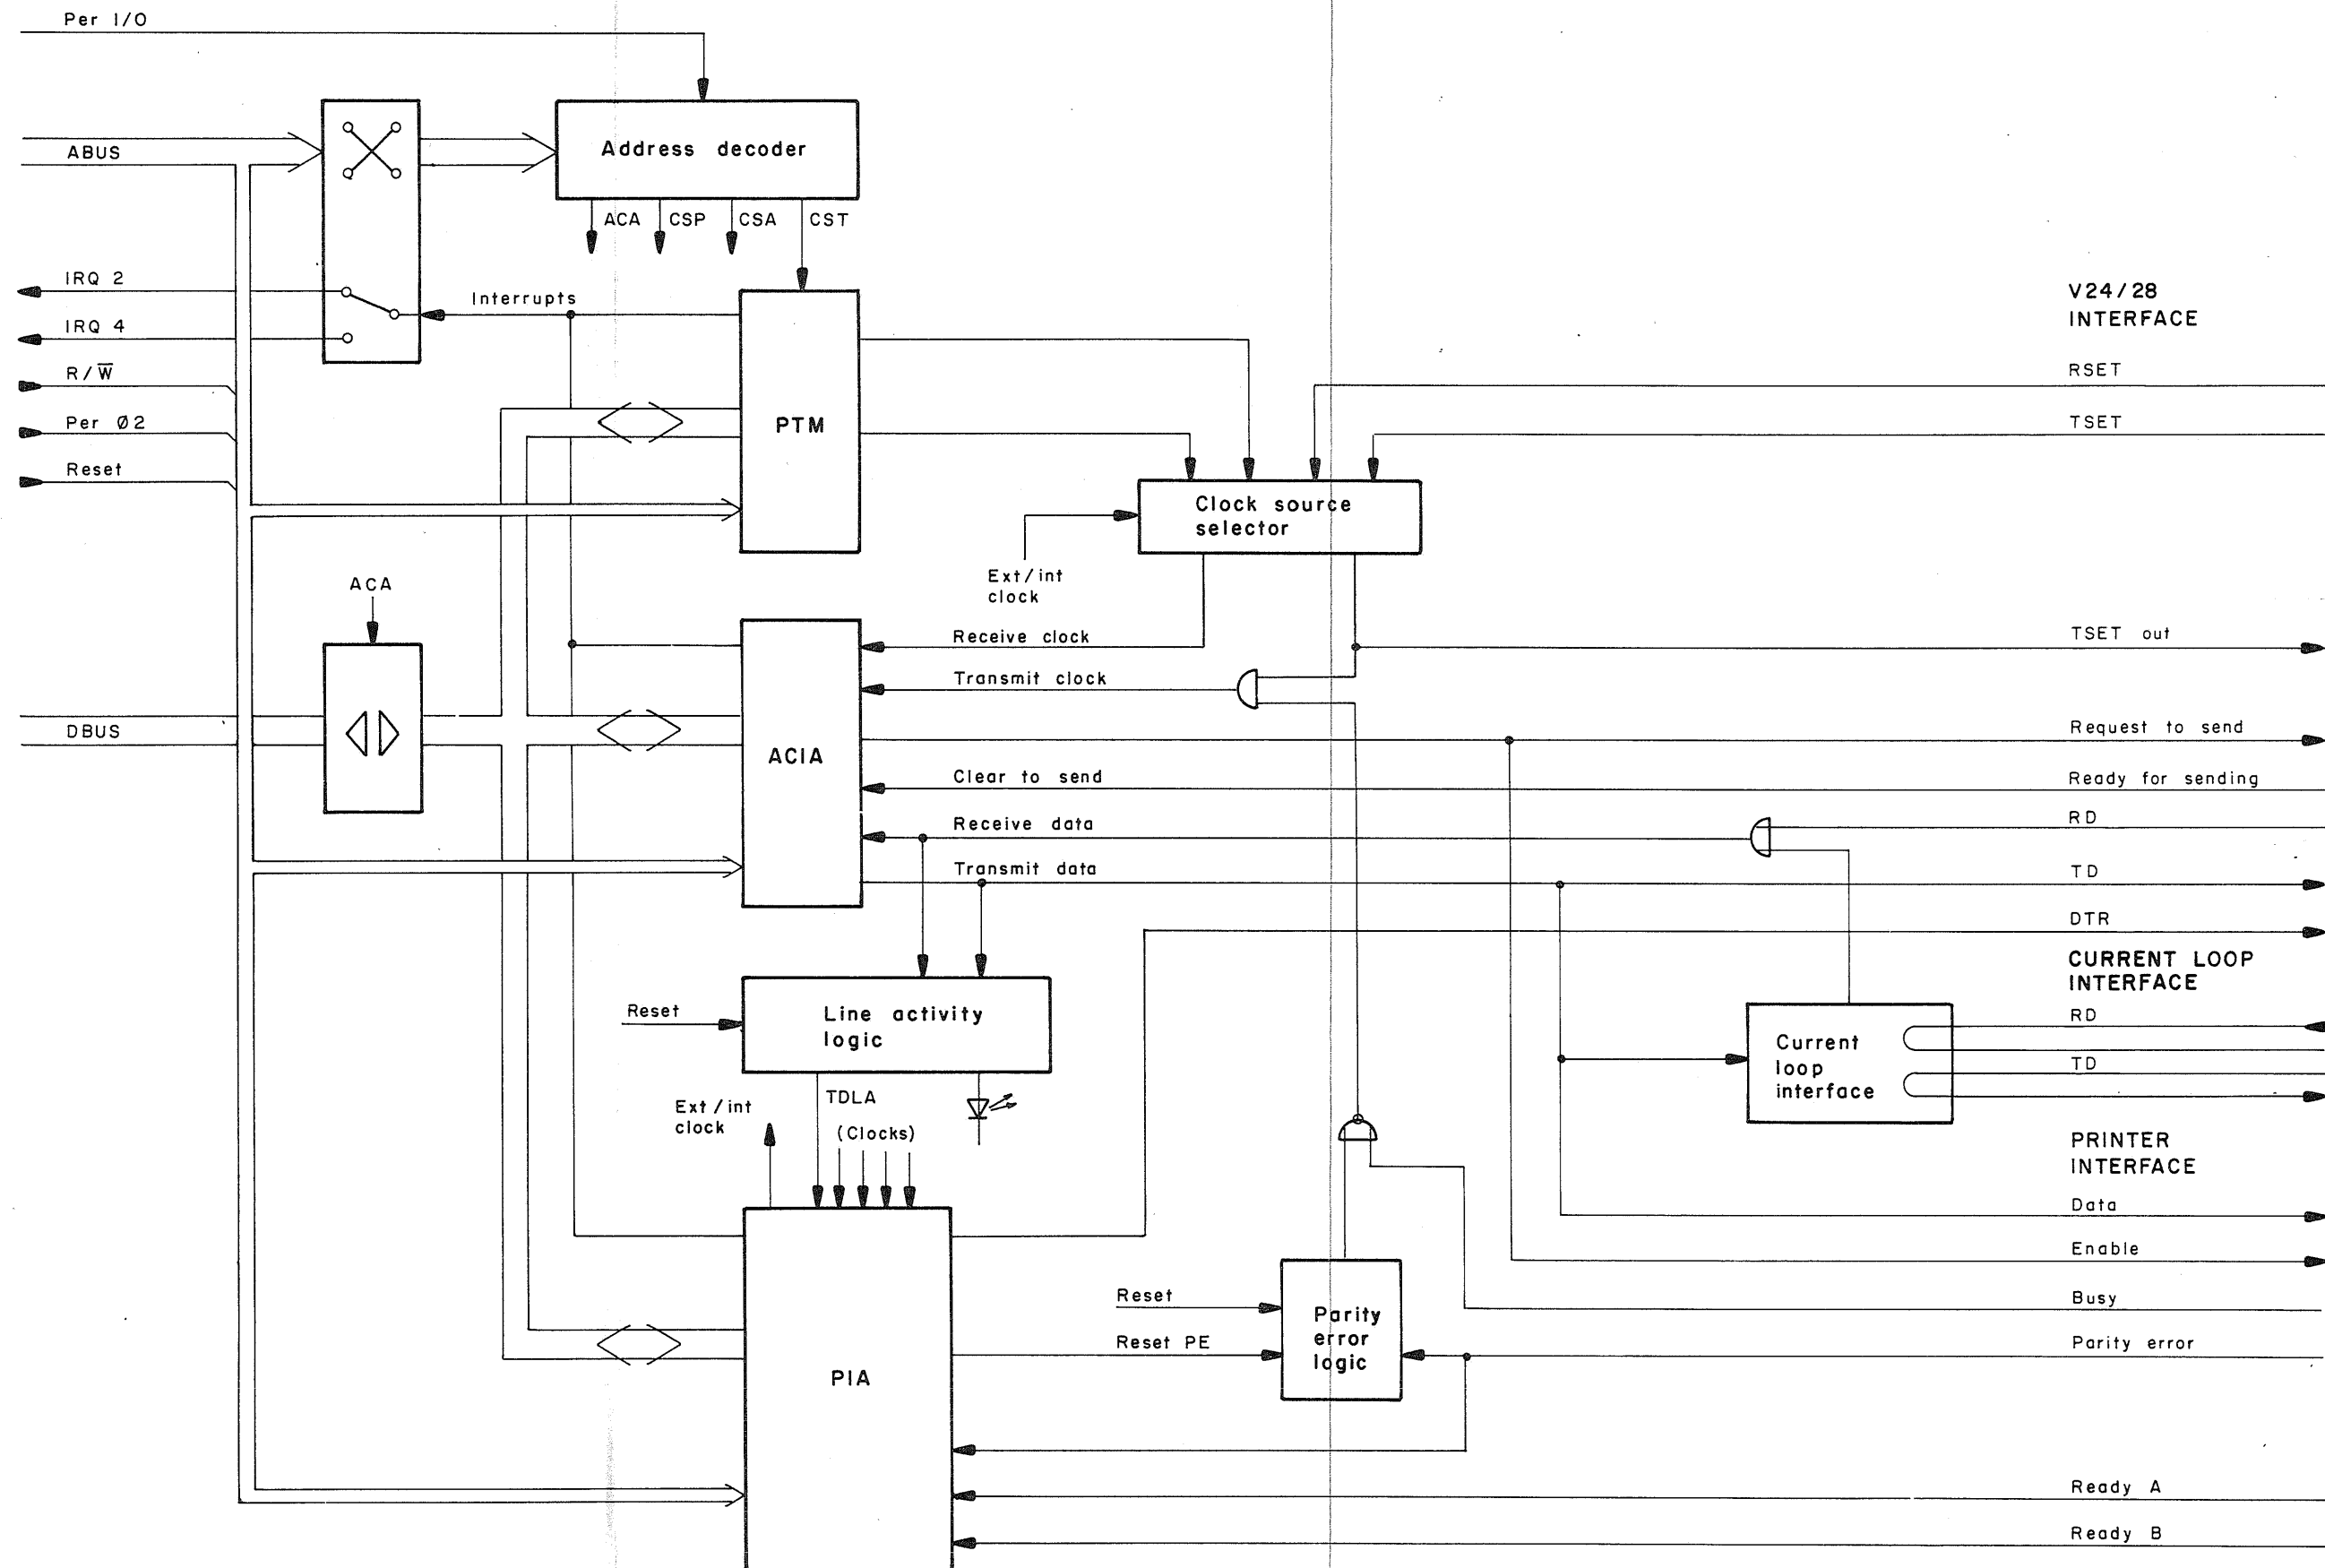 Per I/O
ABUS
Address decoder
ACA CSP CSA CST
IRQ 2
Interrupts
IRQ 4
R/W̅
Per Ø2
Reset
PTM
V24/28
INTERFACE
RSET
TSET
Clock source
selector
Ext/int
clock
ACA
DBUS
ACIA
Receive clock
Transmit clock
Clear to send
Receive data
Transmit data
TSET out
Request to send
Ready for sending
RD
TD
DTR
CURRENT LOOP
INTERFACE
RD
TD
Reset
Line activity
logic
Current
loop
interface
Ext/int
clock
TDLA
(Clocks)
PRINTER
INTERFACE
Data
Enable
Busy
Parity error
Reset
Reset PE
Parity
error
logic
PIA
Ready A
Ready B